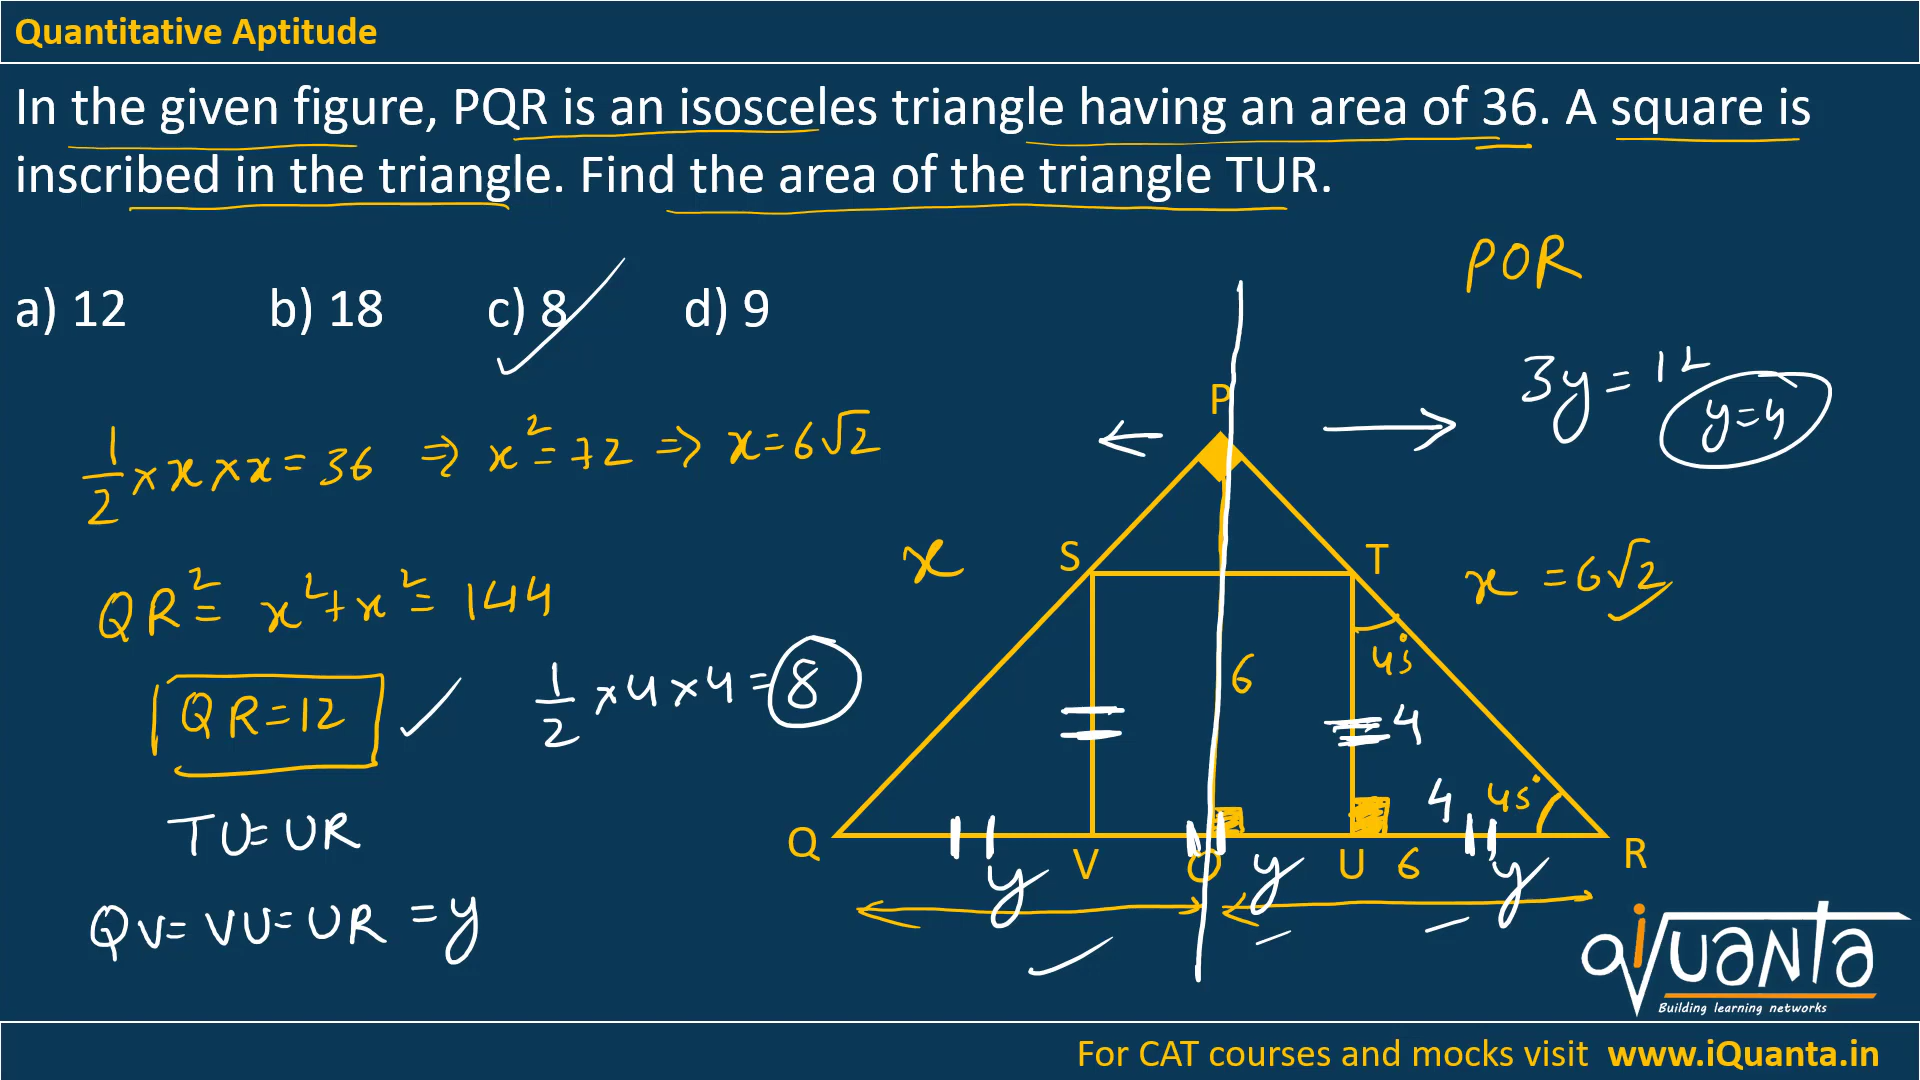 Quantitative Aptitude
In the given figure, PQR is an isosceles triangle having an area of 36. A square is
inscribed in the triangle. Find the area of the triangle TUR.
a) 12 b) 18 c) 8 d) 9
POR
3y = 12
y = 4
1/2 × x × x = 36 ⇒ x² = 72 ⇒ x = 6√2
QR² = x² + x² = 144
QR = 12
1/2 × 4 × 4 = 8
TU = UR
QV = VU = UR = y
P
S T
x
x = 6√2
45°
6
4
4 45°
Q V O U 6 R
y y y
iQuanta
Building learning networks
For CAT courses and mocks visit www.iQuanta.in